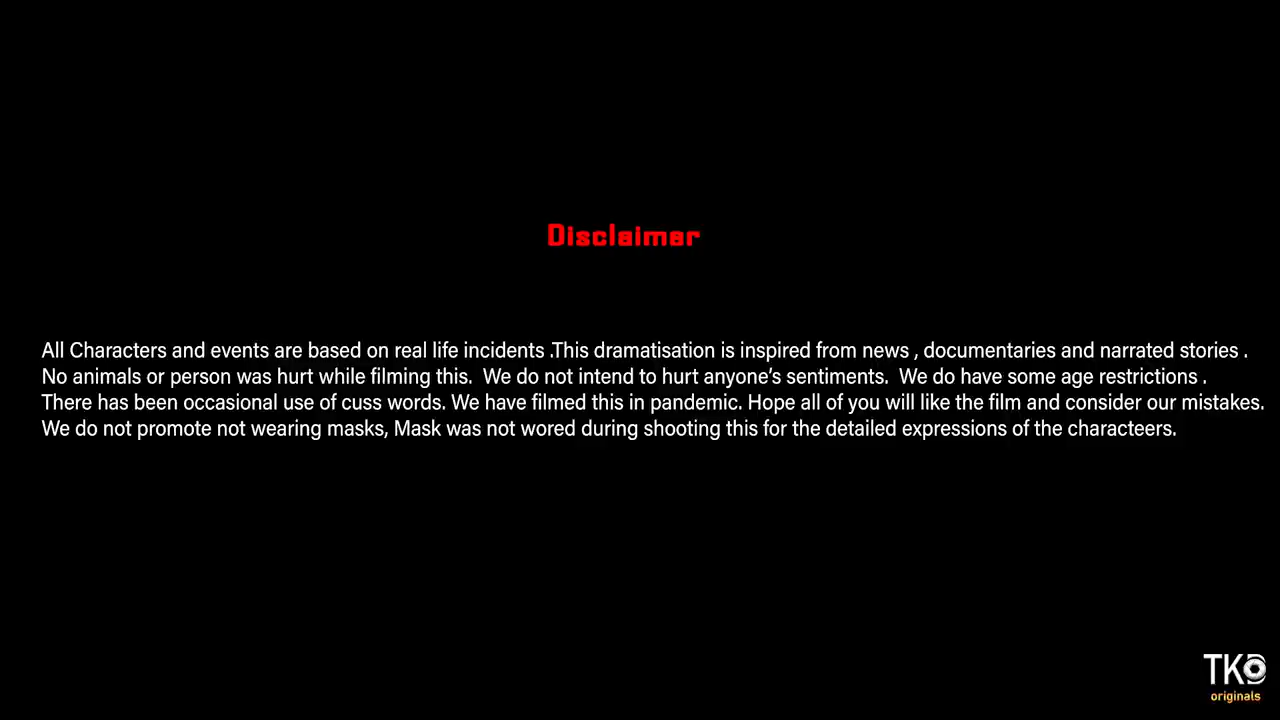 Disclaimer
All Characters and events are based on real life incidents .This dramatisation is inspired from news , documentaries and narrated stories .
No animals or person was hurt while filming this.  We do not intend to hurt anyone’s sentiments.  We do have some age restrictions .
There has been occasional use of cuss words. We have filmed this in pandemic. Hope all of you will like the film and consider our mistakes.
We do not promote not wearing masks, Mask was not wored during shooting this for the detailed expressions of the characteers.
TKO
originals